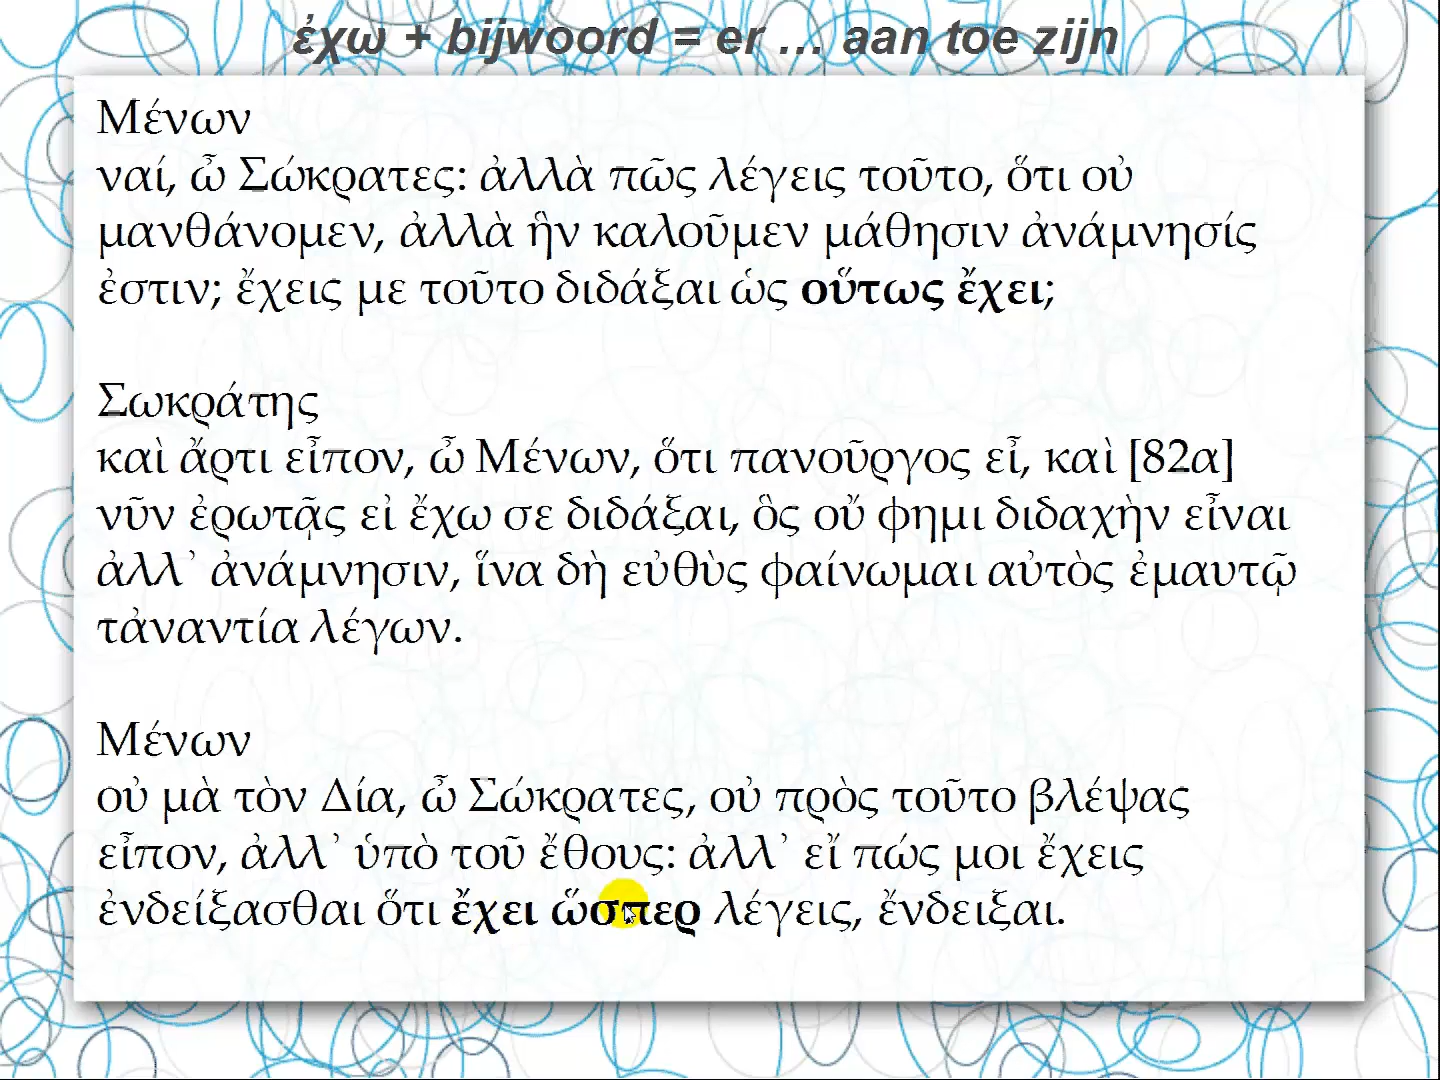 ἐχω + bijwoord = er ... aan toe zijn
Μένων
ναί, ὦ Σώκρατες: ἀλλὰ πῶς λέγεις τοῦτο, ὅτι οὐ
μανθάνομεν, ἀλλὰ ἣν καλοῦμεν μάθησιν ἀνάμνησίς
ἐστιν; ἔχεις με τοῦτο διδάξαι ὡς οὕτως ἔχει;
Σωκράτης
καὶ ἄρτι εἶπον, ὦ Μένων, ὅτι πανοῦργος εἶ, καὶ [82α]
νῦν ἐρωτᾷς εἰ ἔχω σε διδάξαι, ὃς οὔ φημι διδαχὴν εἶναι
ἀλλ᾽ ἀνάμνησιν, ἵνα δὴ εὐθὺς φαίνωμαι αὐτὸς ἐμαυτῷ
τἀναντία λέγων.
Μένων
οὐ μὰ τὸν Δία, ὦ Σώκρατες, οὐ πρὸς τοῦτο βλέψας
εἶπον, ἀλλ᾽ ὑπὸ τοῦ ἔθους: ἀλλ᾽ εἴ πώς μοι ἔχεις
ἐνδείξασθαι ὅτι ἔχει ὥσπερ λέγεις, ἔνδειξαι.